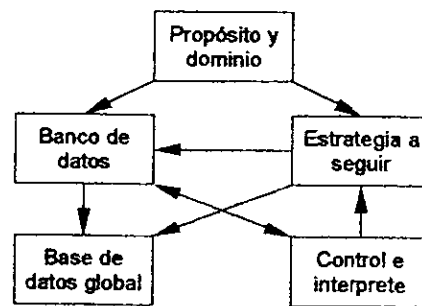 Propósito y
dominio
Banco de
datos
Estrategia a
seguir
Base de
datos global
Control e
interprete